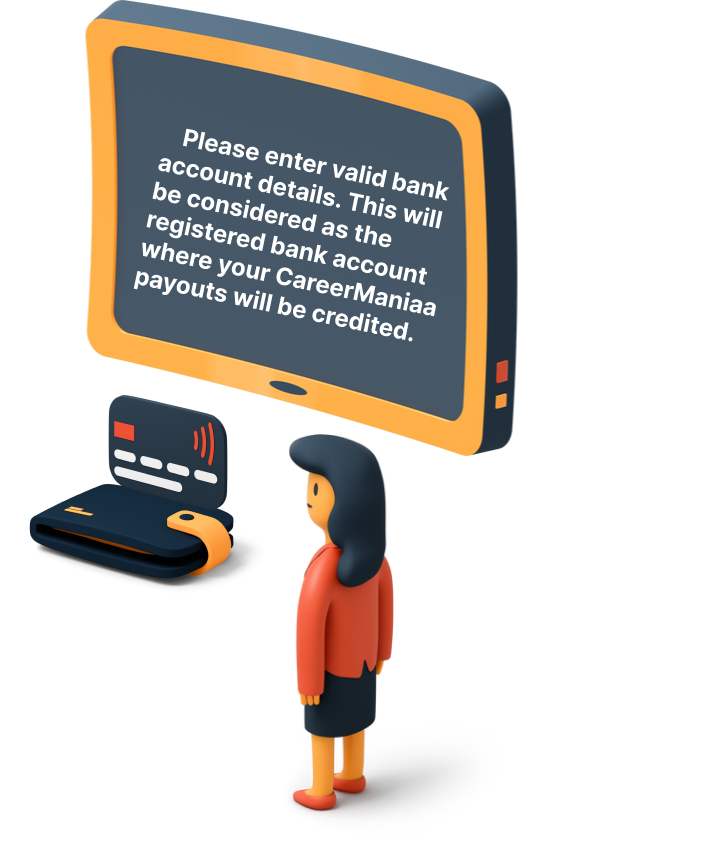 Please enter valid bank
account details. This will
be considered as the
registered bank account
where your CareerManiaa
payouts will be credited.